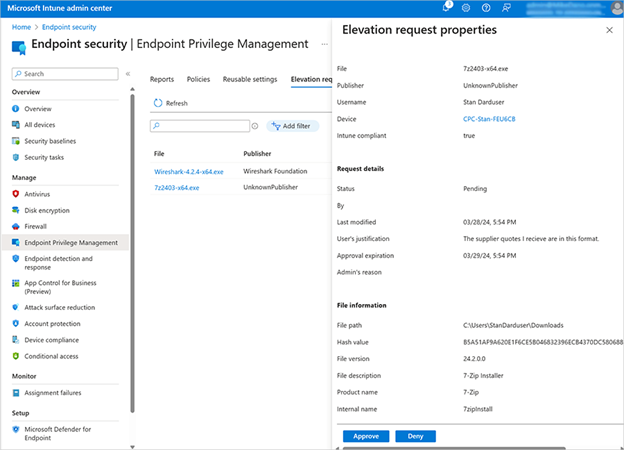 Microsoft Intune admin center
1
Home > Endpoint security
Endpoint security | Endpoint Privilege Management ...
Search
«
Overview
Overview
All devices
Security baselines
Security tasks
Manage
Antivirus
Disk encryption
Firewall
Endpoint Privilege Management
Endpoint detection and
response
App Control for Business
(Preview)
Attack surface reduction
Account protection
Device compliance
Conditional access
Monitor
Assignment failures
Setup
Microsoft Defender for
Endpoint
Reports Policies Reusable settings Elevation req
Refresh
Add filter
File Publisher
Wireshark-4.2.4-x64.exe Wireshark Foundation
7z2403-x64.exe UnknownPublisher
Elevation request properties
File 7z2403-x64.exe
Publisher UnknownPublisher
Username Stan Darduser
Device CPC-Stan-FEU6CB
Intune compliant true
Request details
Status Pending
By
Last modified 03/28/24, 5:54 PM
User's justification The supplier quotes I recieve are in this format.
Approval expiration 03/29/24, 5:54 PM
Admin's reason
File information
File path C:\Users\StanDarduser\Downloads
Hash value B5A51AF9A620E1F6CE5B046832396ECB4370DC580688
File version 24.2.0.0
File description 7-Zip Installer
Product name 7-Zip
Internal name 7zipInstall
Approve Deny